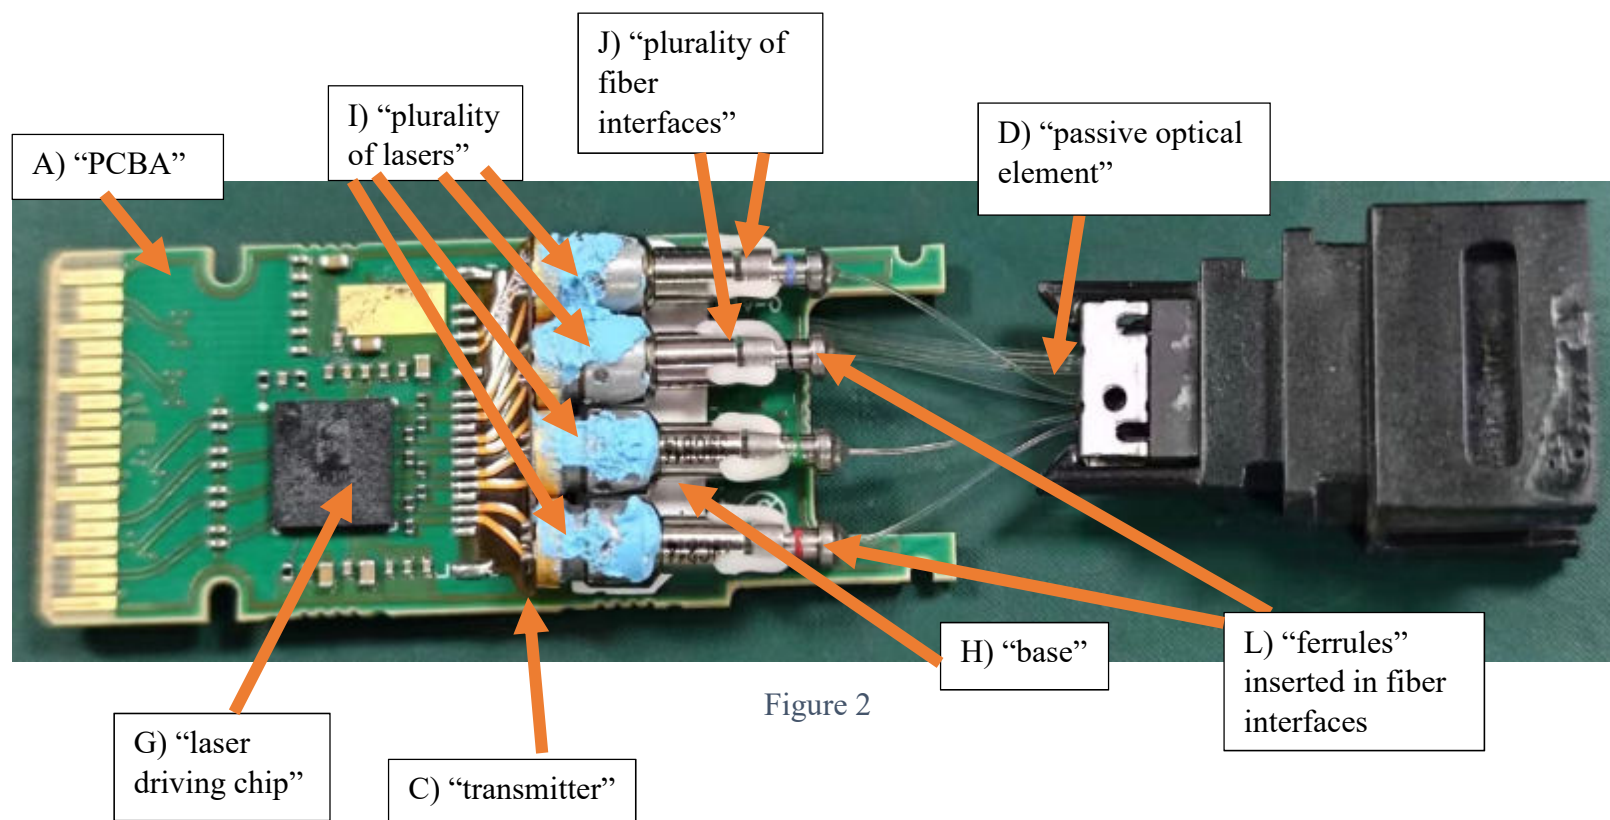 J) “plurality of
fiber
interfaces”
I) “plurality
of lasers”
D) “passive optical
element”
A) “PCBA”
H) “base”
L) “ferrules”
inserted in fiber
interfaces
Figure 2
G) “laser
driving chip”
C) “transmitter”